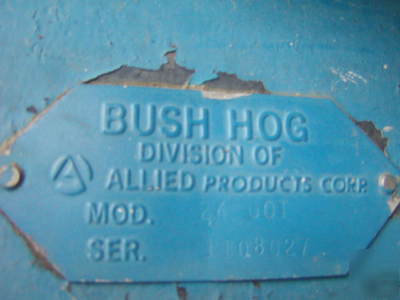 BUSH HOG
DIVISION OF
ALLIED PRODUCTS CORP.
MOD.
SER.